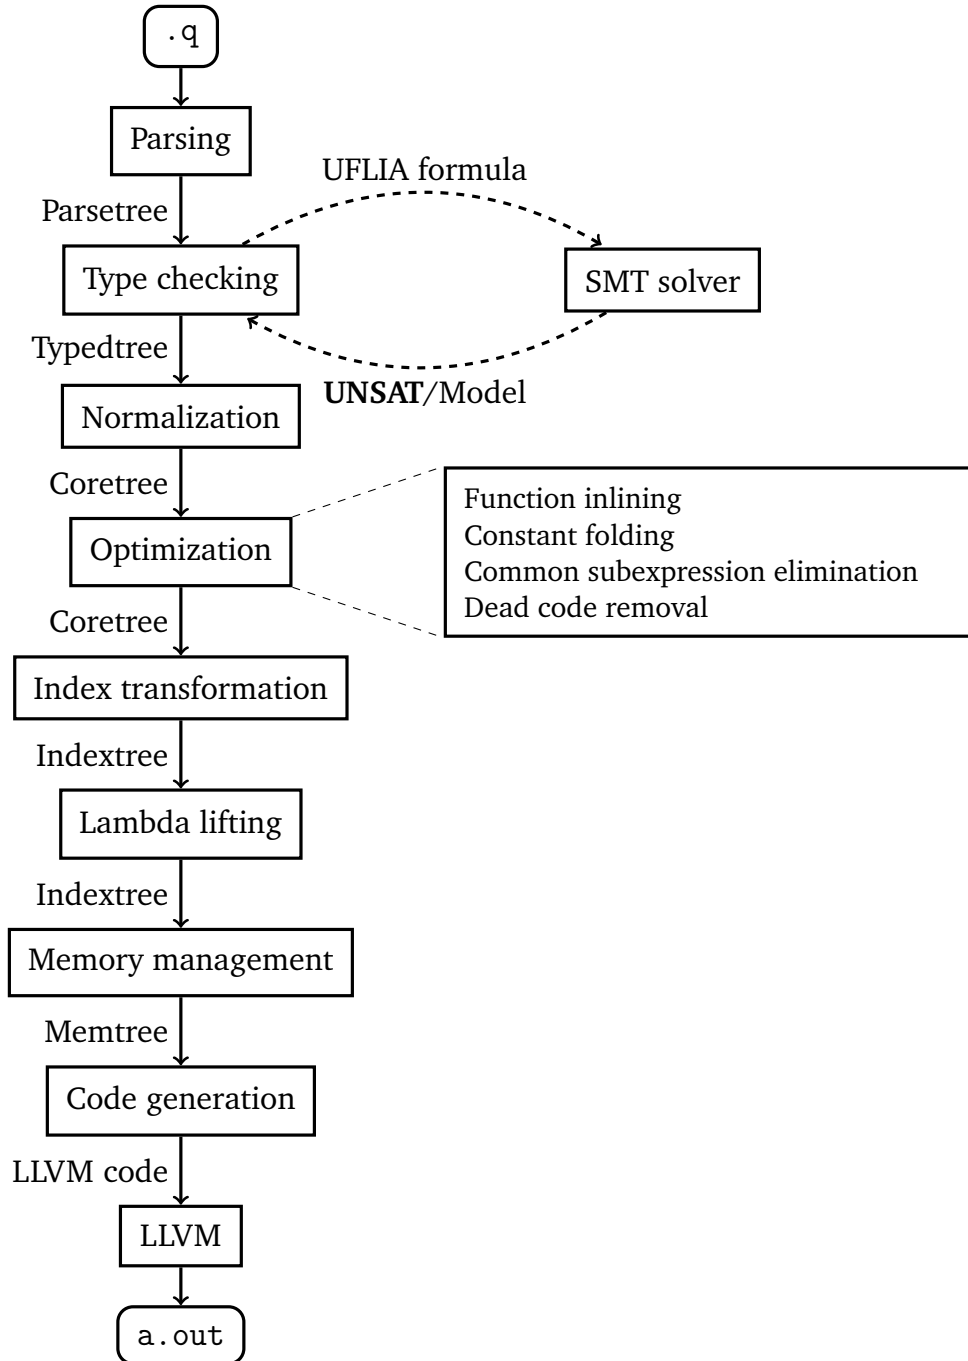 .q
Parsing
UFLIA formula
Parsetree
Type checking
SMT solver
Typedtree
UNSAT/Model
Normalization
Coretree
Function inlining
Constant folding
Common subexpression elimination
Dead code removal
Optimization
Coretree
Index transformation
Indextree
Lambda lifting
Indextree
Memory management
Memtree
Code generation
LLVM code
LLVM
a.out